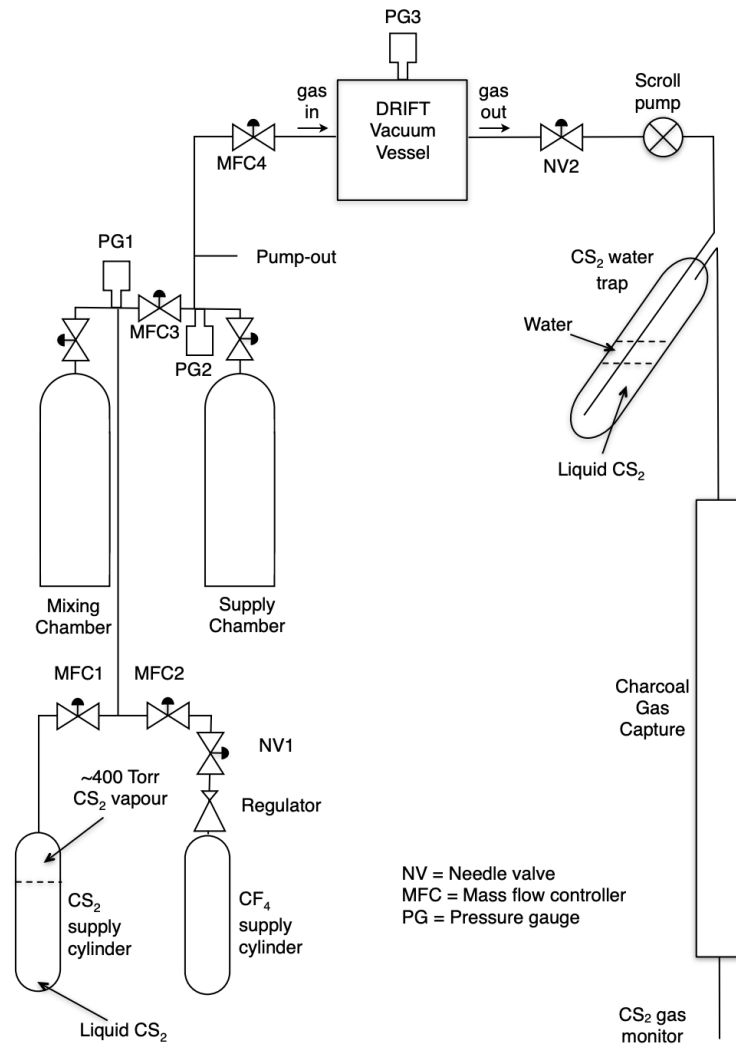 PG3
gas
in
DRIFT
Vacuum
Vessel
gas
out
Scroll
pump
MFC4
NV2
PG1
Pump-out
CS₂ water
trap
MFC3
Water
PG2
Liquid CS₂
Mixing
Chamber
Supply
Chamber
MFC1
MFC2
Charcoal
Gas
Capture
NV1
~400 Torr
CS₂ vapour
Regulator
CS₂
supply
cylinder
CF₄
supply
cylinder
NV = Needle valve
MFC = Mass flow controller
PG = Pressure gauge
Liquid CS₂
CS₂ gas
monitor